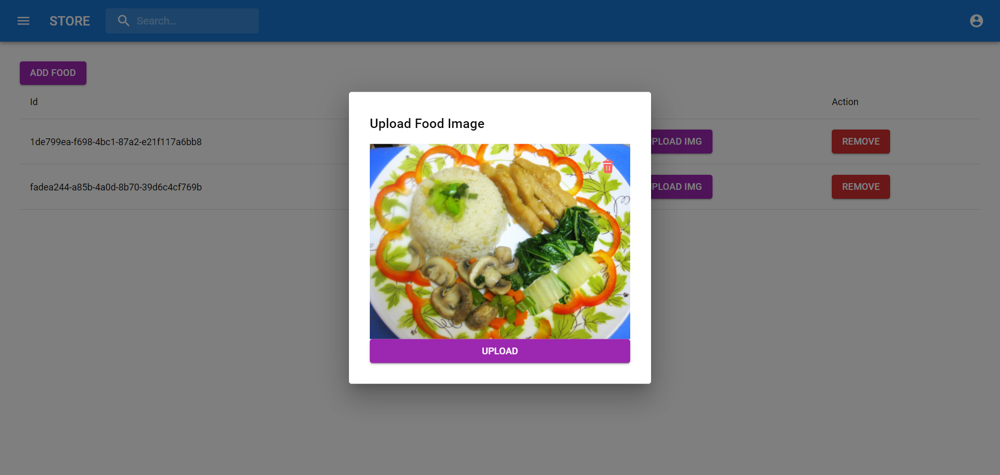 STORE
Search...
ADD FOOD
Id
Action
1de799ea-f698-4bc1-87a2-e21f117a6bb8
PLOAD IMG
REMOVE
fadea244-a85b-4a0d-8b70-39d6c4cf769b
PLOAD IMG
REMOVE
Upload Food Image
UPLOAD